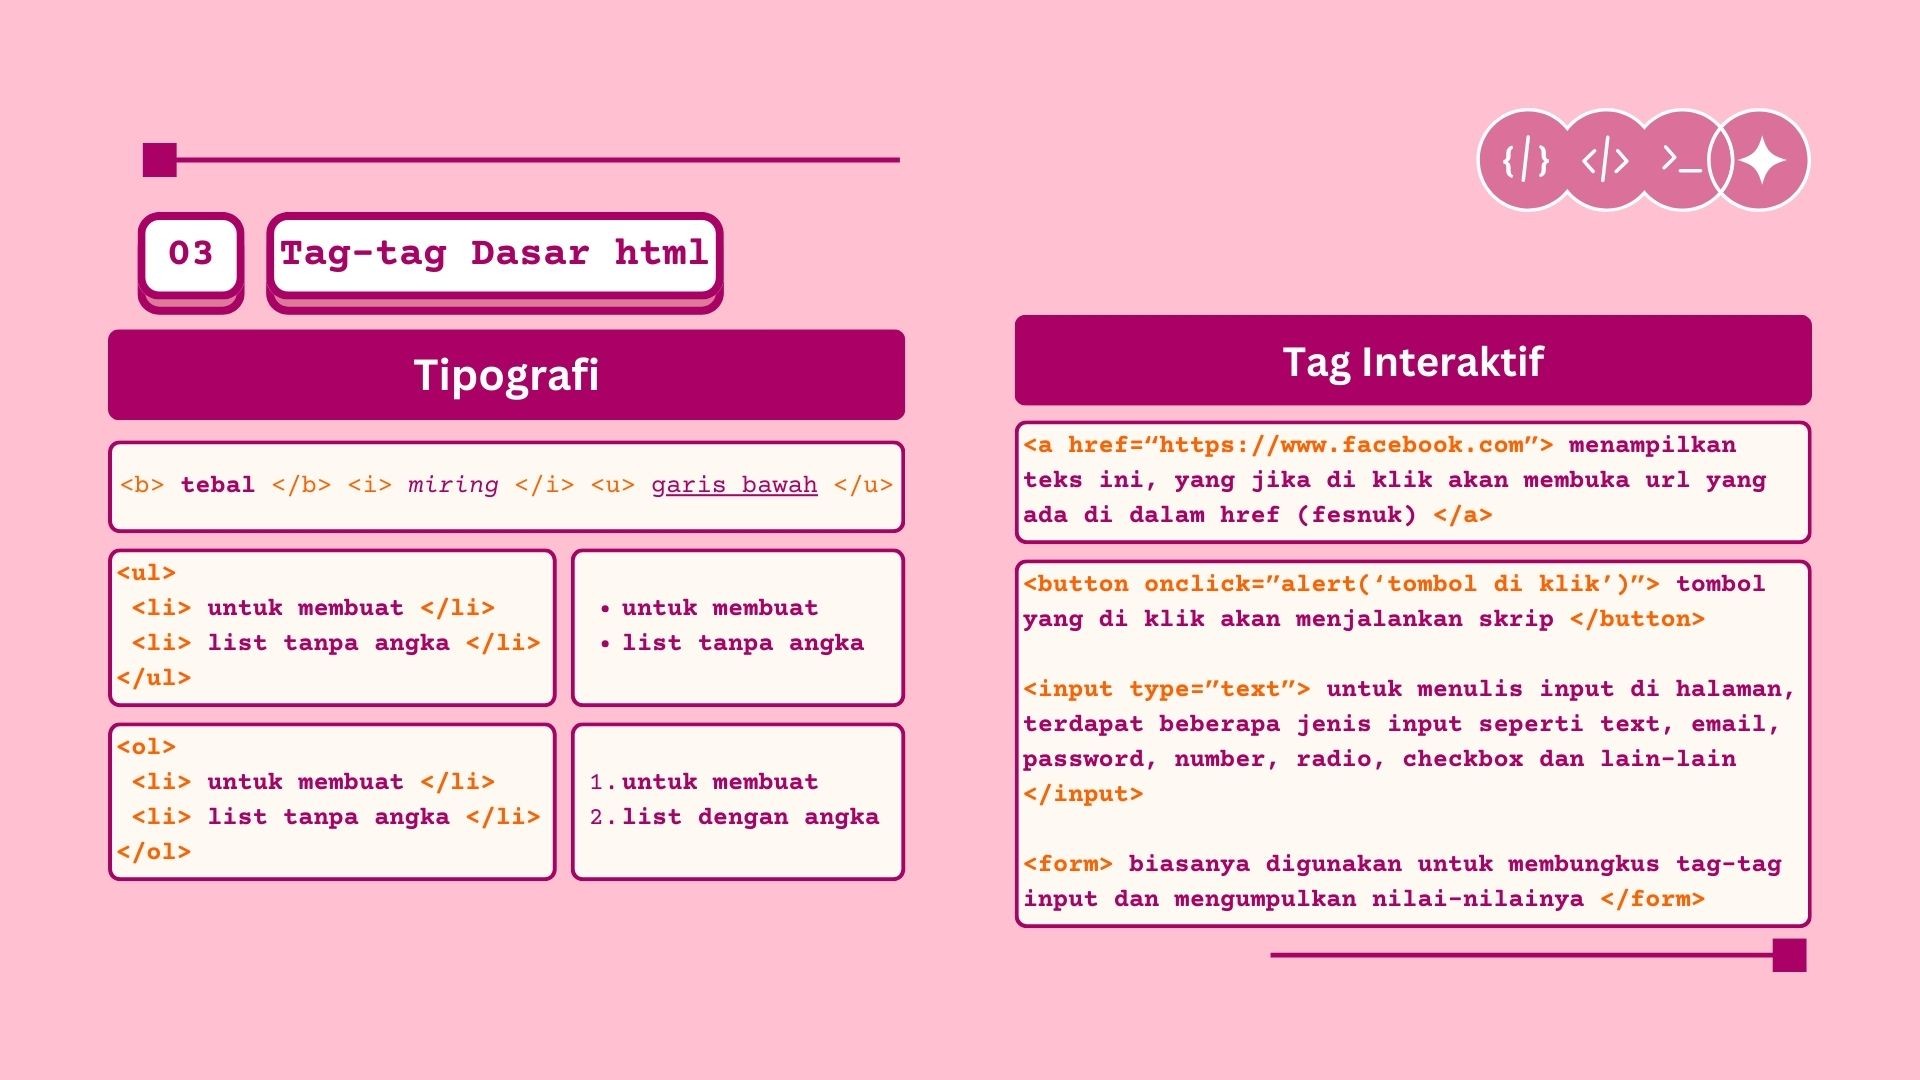 {/} </> >_
03 Tag-tag Dasar html
Tipografi
<b> tebal </b> <i> miring </i> <u> garis bawah </u>
<ul>
<li> untuk membuat </li>
<li> list tanpa angka </li>
</ul>
• untuk membuat
• list tanpa angka
<ol>
<li> untuk membuat </li>
<li> list tanpa angka </li>
</ol>
1. untuk membuat
2. list dengan angka
Tag Interaktif
<a href=“https://www.facebook.com”> menampilkan
teks ini, yang jika di klik akan membuka url yang
ada di dalam href (fesnuk) </a>
<button onclick=”alert(‘tombol di klik’)”> tombol
yang di klik akan menjalankan skrip </button>
<input type=”text”> untuk menulis input di halaman,
terdapat beberapa jenis input seperti text, email,
password, number, radio, checkbox dan lain-lain
</input>
<form> biasanya digunakan untuk membungkus tag-tag
input dan mengumpulkan nilai-nilainya </form>